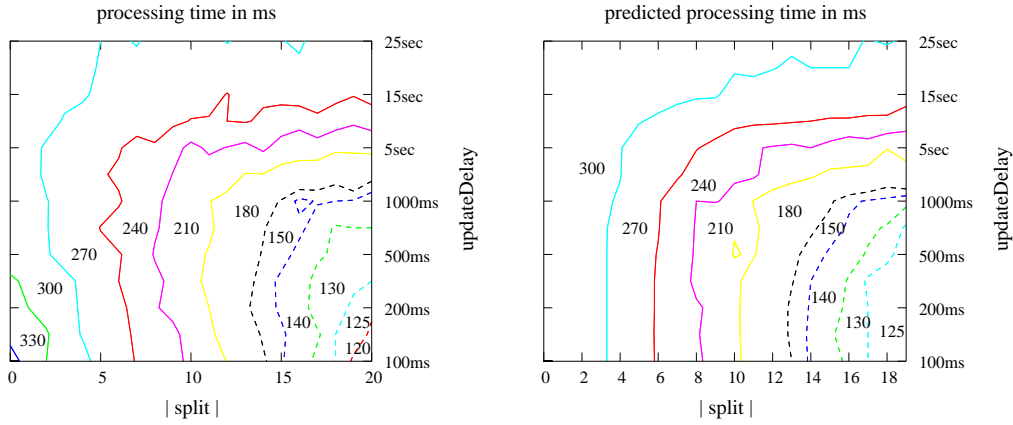 processing time in ms
25sec
15sec
5sec
1000ms
500ms
200ms
100ms
updateDelay
180
240
210
150
270
300
130
140
125
330
120
0
5
10
15
20
| split |
predicted processing time in ms
25sec
15sec
5sec
1000ms
500ms
200ms
100ms
updateDelay
300
240
180
270
210
150
140
130
125
0
2
4
6
8
10
12
14
16
18
| split |